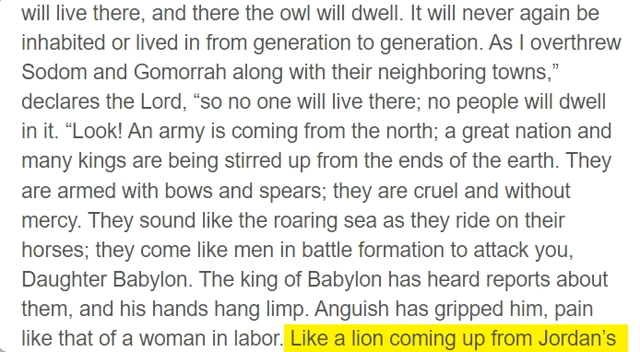 will live there, and there the owl will dwell. It will never again be
inhabited or lived in from generation to generation. As I overthrew
Sodom and Gomorrah along with their neighboring towns,”
declares the Lord, “so no one will live there; no people will dwell
in it. “Look! An army is coming from the north; a great nation and
many kings are being stirred up from the ends of the earth. They
are armed with bows and spears; they are cruel and without
mercy. They sound like the roaring sea as they ride on their
horses; they come like men in battle formation to attack you,
Daughter Babylon. The king of Babylon has heard reports about
them, and his hands hang limp. Anguish has gripped him, pain
like that of a woman in labor. Like a lion coming up from Jordan’s